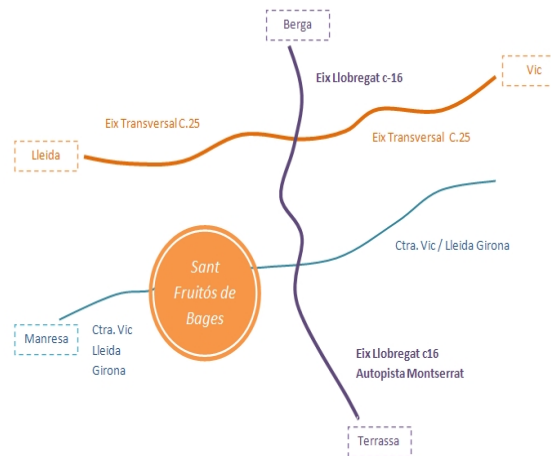 Berga
Vic
Eix Llobregat c-16
Eix Transversal C.25
Eix Transversal C.25
Lleida
Ctra. Vic / Lleida Girona
Sant
Fruitós de
Bages
Manresa
Ctra. Vic
Lleida
Girona
Eix Llobregat c16
Autopista Montserrat
Terrassa